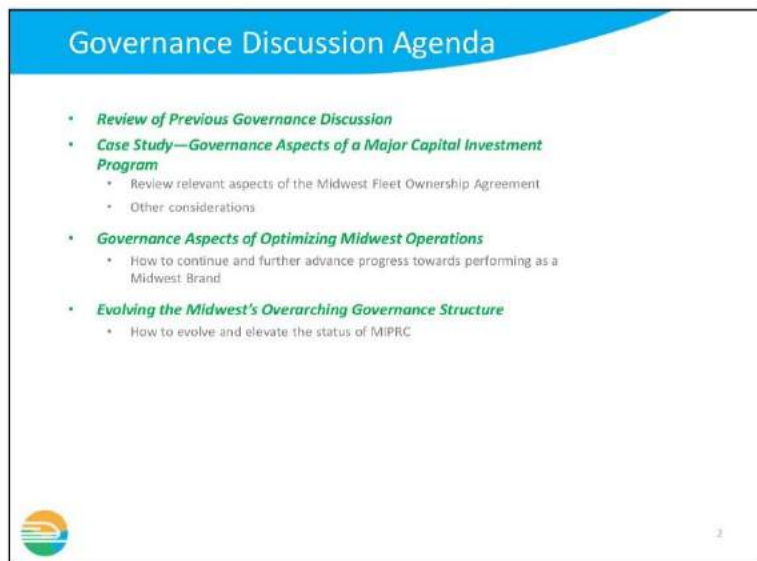 Governance Discussion Agenda
• Review of Previous Governance Discussion
• Case Study—Governance Aspects of a Major Capital Investment
Program
• Review relevant aspects of the Midwest Fleet Ownership Agreement
• Other considerations
• Governance Aspects of Optimizing Midwest Operations
• How to continue and further advance progress towards performing as a
Midwest Brand
• Evolving the Midwest's Overarching Governance Structure
• How to evolve and elevate the status of MIPRC
2